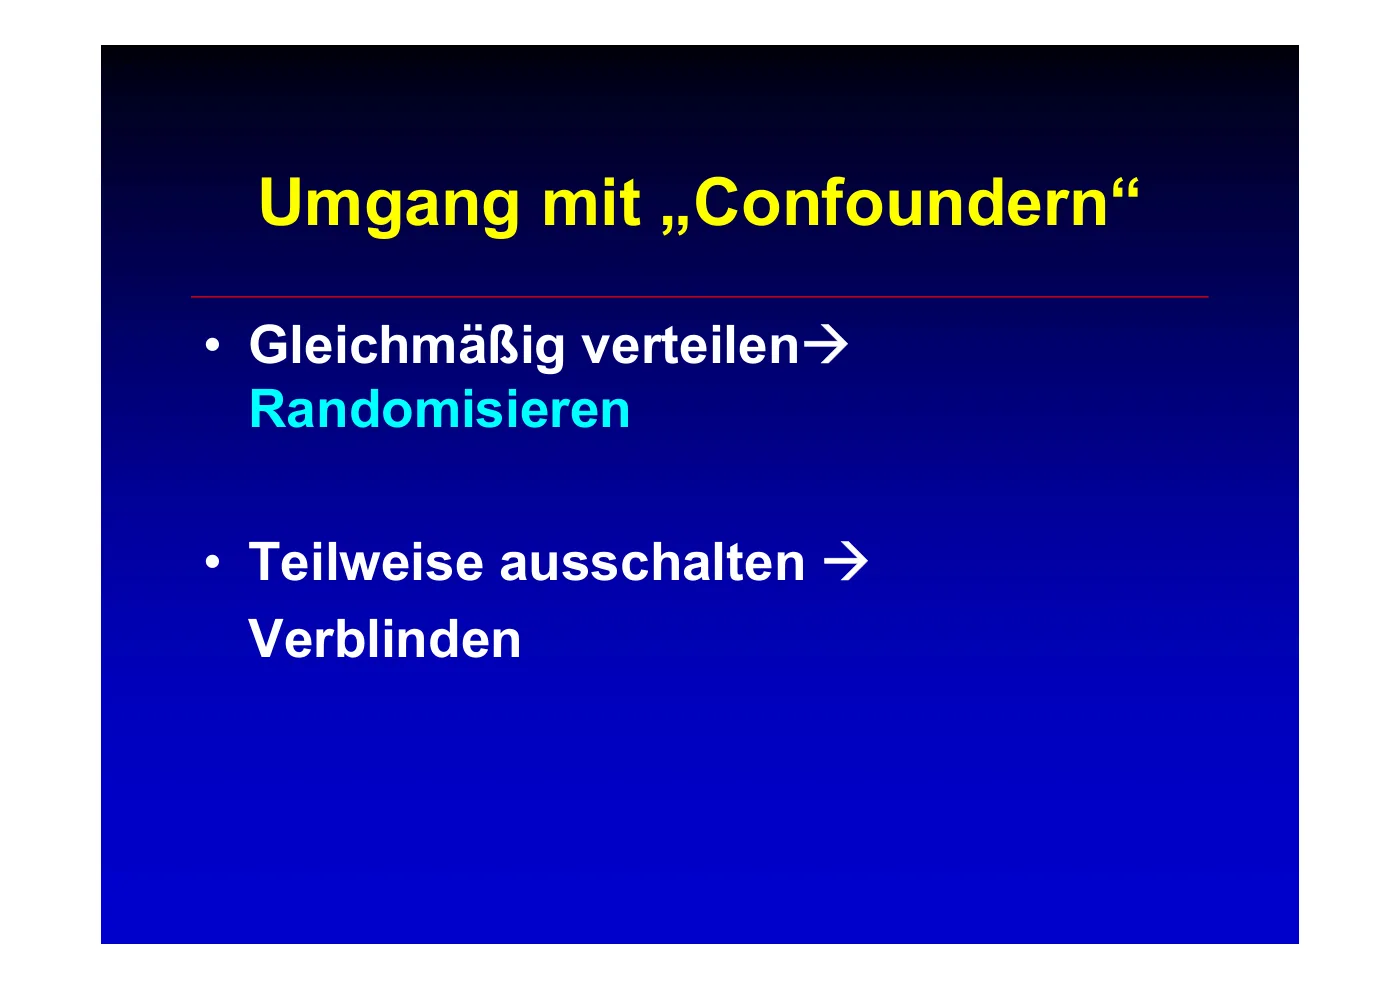 Umgang mit „Confoundern“
• Gleichmäßig verteilen→
Randomisieren
• Teilweise ausschalten →
Verblinden